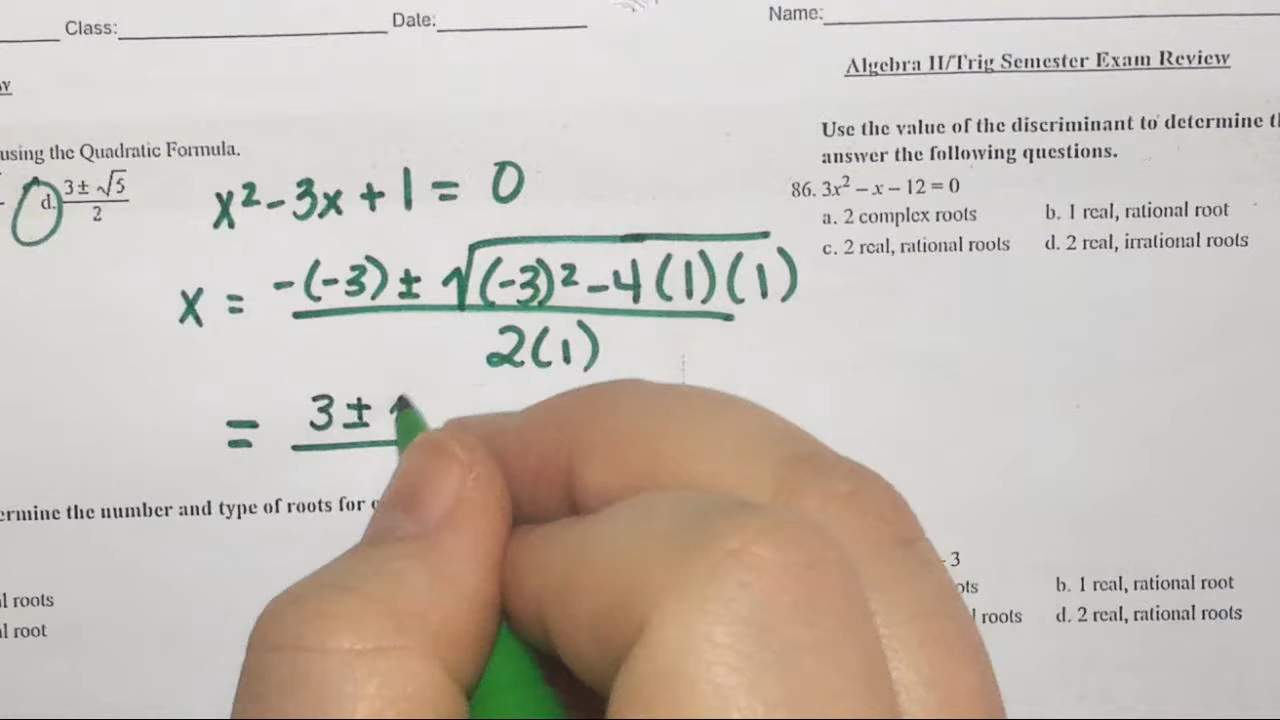 Class: Date:
using the Quadratic Formula.
d. 3 ± √5 / 2
x² - 3x + 1 = 0
x = -(-3) ± √(-3)² - 4(1)(1) / 2(1)
= 3 ±
ermine the number and type of roots for
l roots
l root
Name:
Algebra II/Trig Semester Exam Review
Use the value of the discriminant to determine t
answer the following questions.
86. 3x² – x – 12 = 0
a. 2 complex roots b. 1 real, rational root
c. 2 real, rational roots d. 2 real, irrational roots
- 3
ots b. 1 real, rational root
roots d. 2 real, rational roots